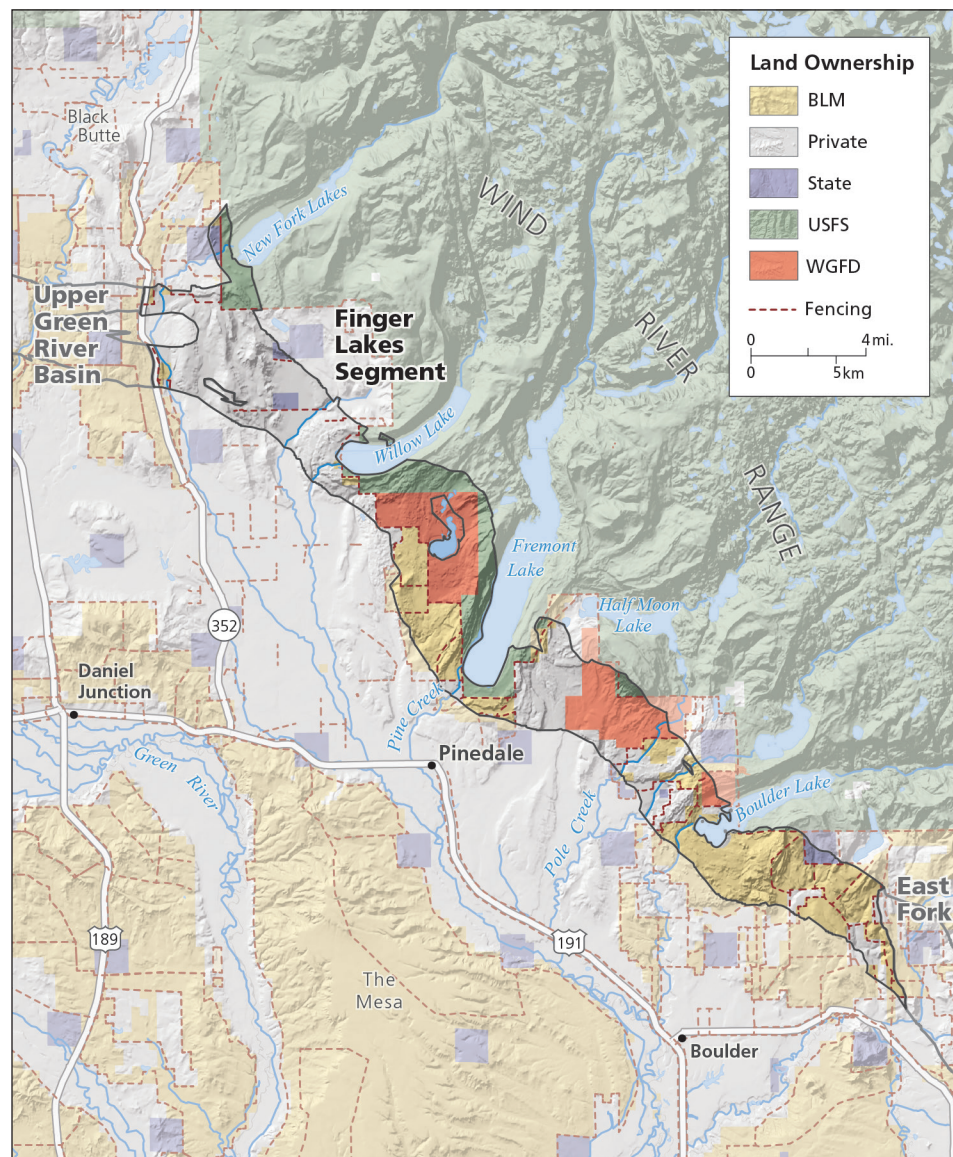 Land Ownership
BLM
Private
State
USFS
WGFD
Fencing
0 4 mi.
0 5 km
Black
Butte
New Fork Lakes
WIND
RIVER
RANGE
Upper
Green
River
Basin
Finger
Lakes
Segment
Willow Lake
Fremont
Lake
Half Moon
Lake
352
Daniel
Junction
Pine Creek
Pinedale
Green River
Pole Creek
Boulder Lake
East
Fork
189
191
The
Mesa
Boulder